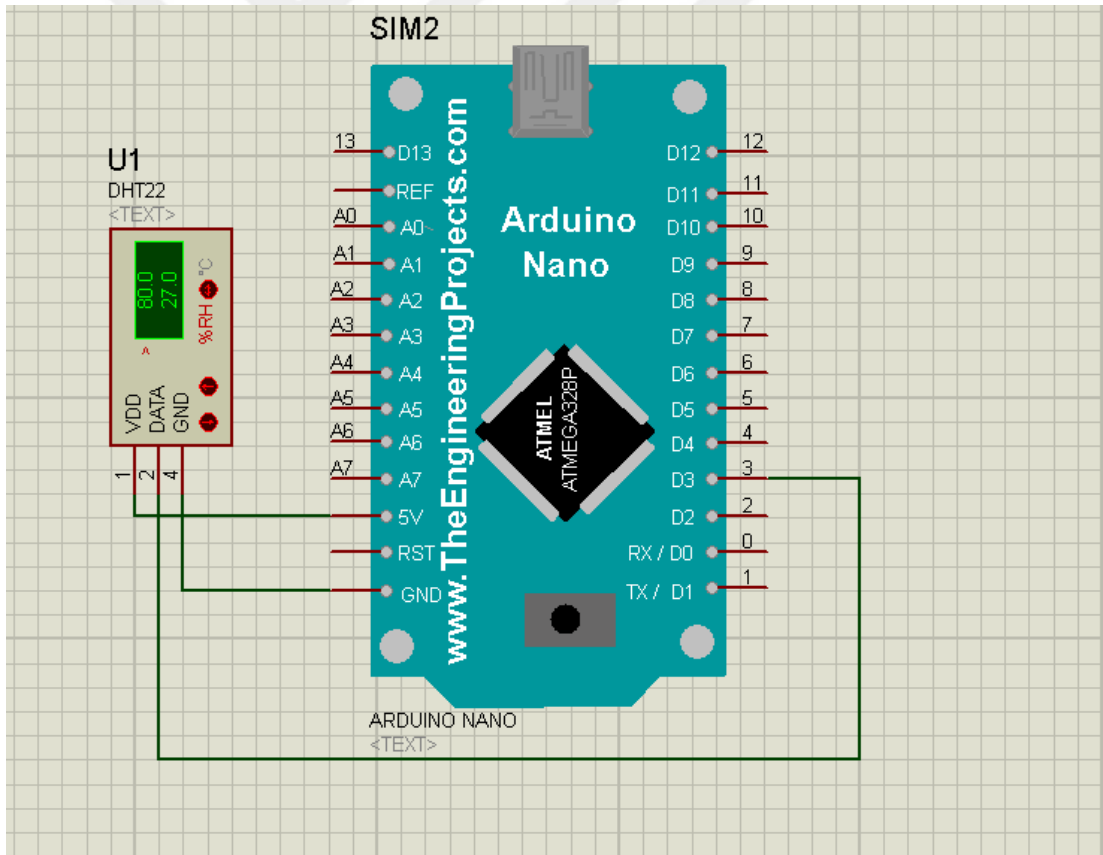 SIM2
U1
DHT22
<TEXT>
80.0
27.0
°C
%RH
>
VDD
DATA
GND
1
2
4
13
REF
A0
A1
A2
A3
A4
A5
A6
A7
D13
REF
A0
A1
A2
A3
A4
A5
A6
A7
5V
RST
GND
www.TheEngineeringProjects.com
Arduino
Nano
ATMEL
ATMEGA328P
D12
D11
D10
D9
D8
D7
D6
D5
D4
D3
D2
RX / D0
TX / D1
12
11
10
9
8
7
6
5
4
3
2
0
1
ARDUINO NANO
<TEXT>